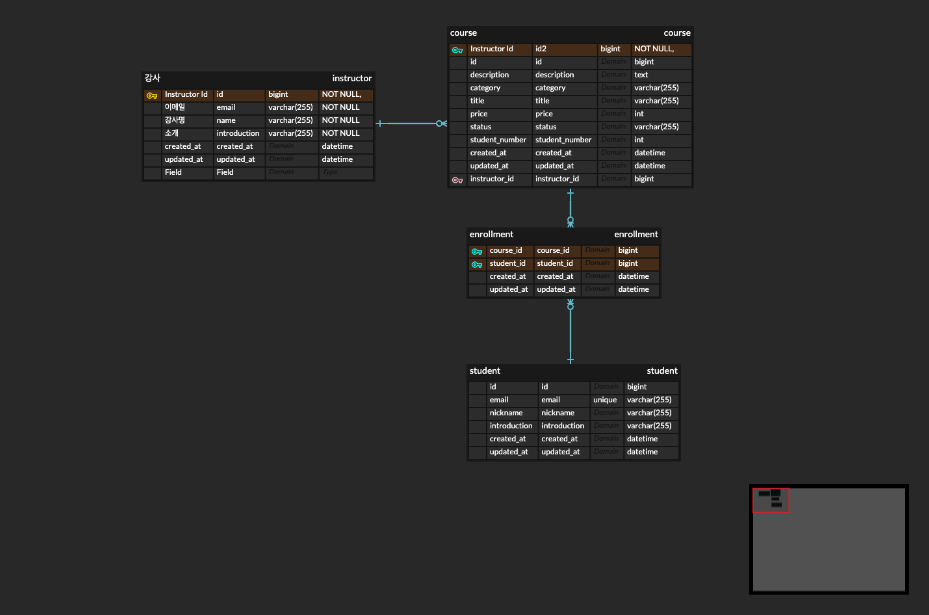 course course
Instructor Id id2 bigint NOT NULL,
id id Domain bigint
description description Domain text
category category Domain varchar(255)
title title Domain varchar(255)
price price Domain int
status status Domain varchar(255)
student_number student_number Domain int
created_at created_at Domain datetime
updated_at updated_at Domain datetime
instructor_id instructor_id Domain bigint
강사 instructor
Instructor Id id bigint NOT NULL,
이메일 email varchar(255) NOT NULL
강사명 name varchar(255) NOT NULL
소개 introduction varchar(255) NOT NULL
created_at created_at Domain datetime
updated_at updated_at Domain datetime
Field Field Domain Type
enrollment enrollment
course_id course_id Domain bigint
student_id student_id Domain bigint
created_at created_at Domain datetime
updated_at updated_at Domain datetime
student student
id id Domain bigint
email email unique varchar(255)
nickname nickname Domain varchar(255)
introduction introduction Domain varchar(255)
created_at created_at Domain datetime
updated_at updated_at Domain datetime